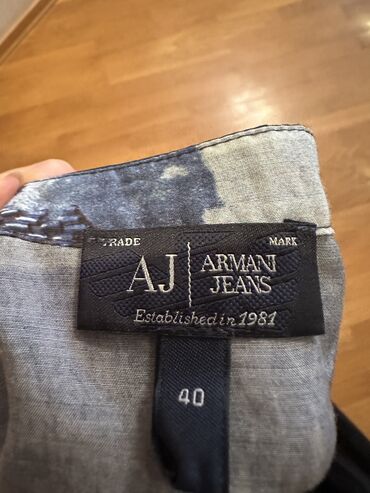 TRADE MARK
AJ ARMANI
JEANS
Established in 1981
40